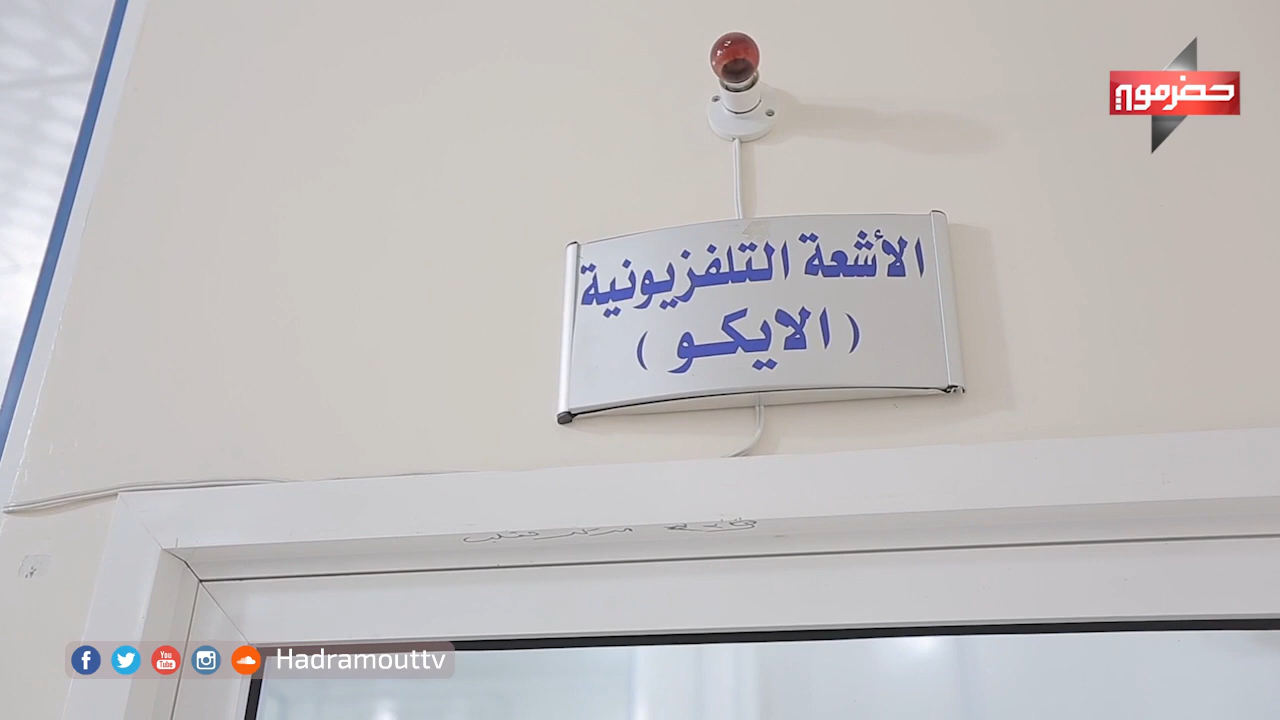 حضرموت
الأشعة التلفزيونية
( الايكو )
Hadramouttv